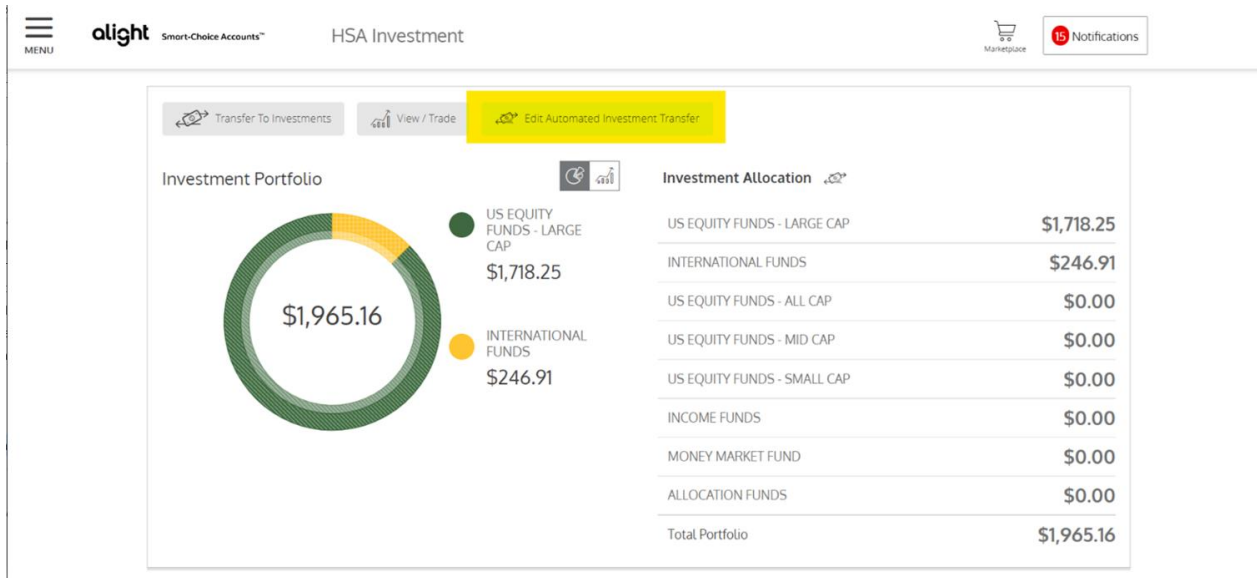 MENU
alight Smart-Choice Accounts™
HSA Investment
Marketplace
15 Notifications
Transfer To Investments
View / Trade
Edit Automated Investment Transfer
Investment Portfolio
$1,965.16
US EQUITY
FUNDS - LARGE
CAP
$1,718.25
INTERNATIONAL
FUNDS
$246.91
Investment Allocation
US EQUITY FUNDS - LARGE CAP $1,718.25
INTERNATIONAL FUNDS $246.91
US EQUITY FUNDS - ALL CAP $0.00
US EQUITY FUNDS - MID CAP $0.00
US EQUITY FUNDS - SMALL CAP $0.00
INCOME FUNDS $0.00
MONEY MARKET FUND $0.00
ALLOCATION FUNDS $0.00
Total Portfolio $1,965.16